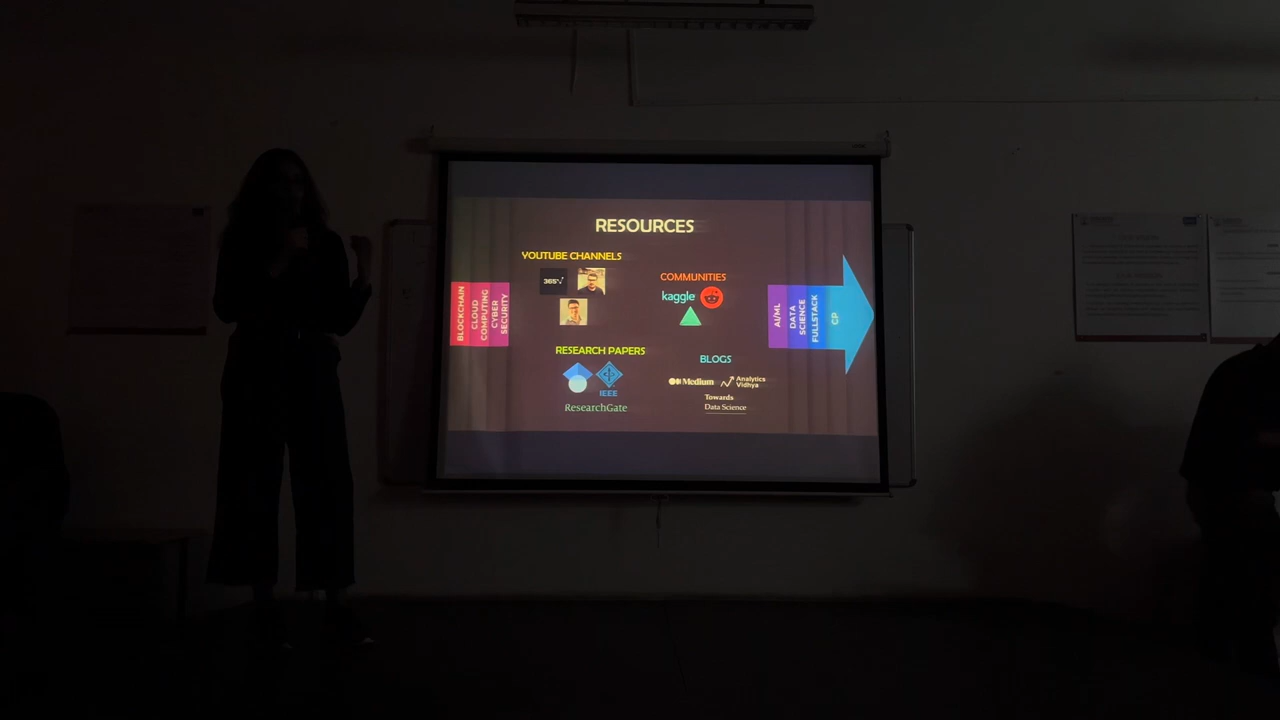 RESOURCES
YOUTUBE CHANNELS
365
COMMUNITIES
kaggle
BLOCKCHAIN
CLOUD
COMPUTING
CYBER
SECURITY
AI/ML
DATA
SCIENCE
FULLSTACK
CP
RESEARCH PAPERS
IEEE
ResearchGate
BLOGS
Medium
Analytics
Vidhya
Towards
Data Science